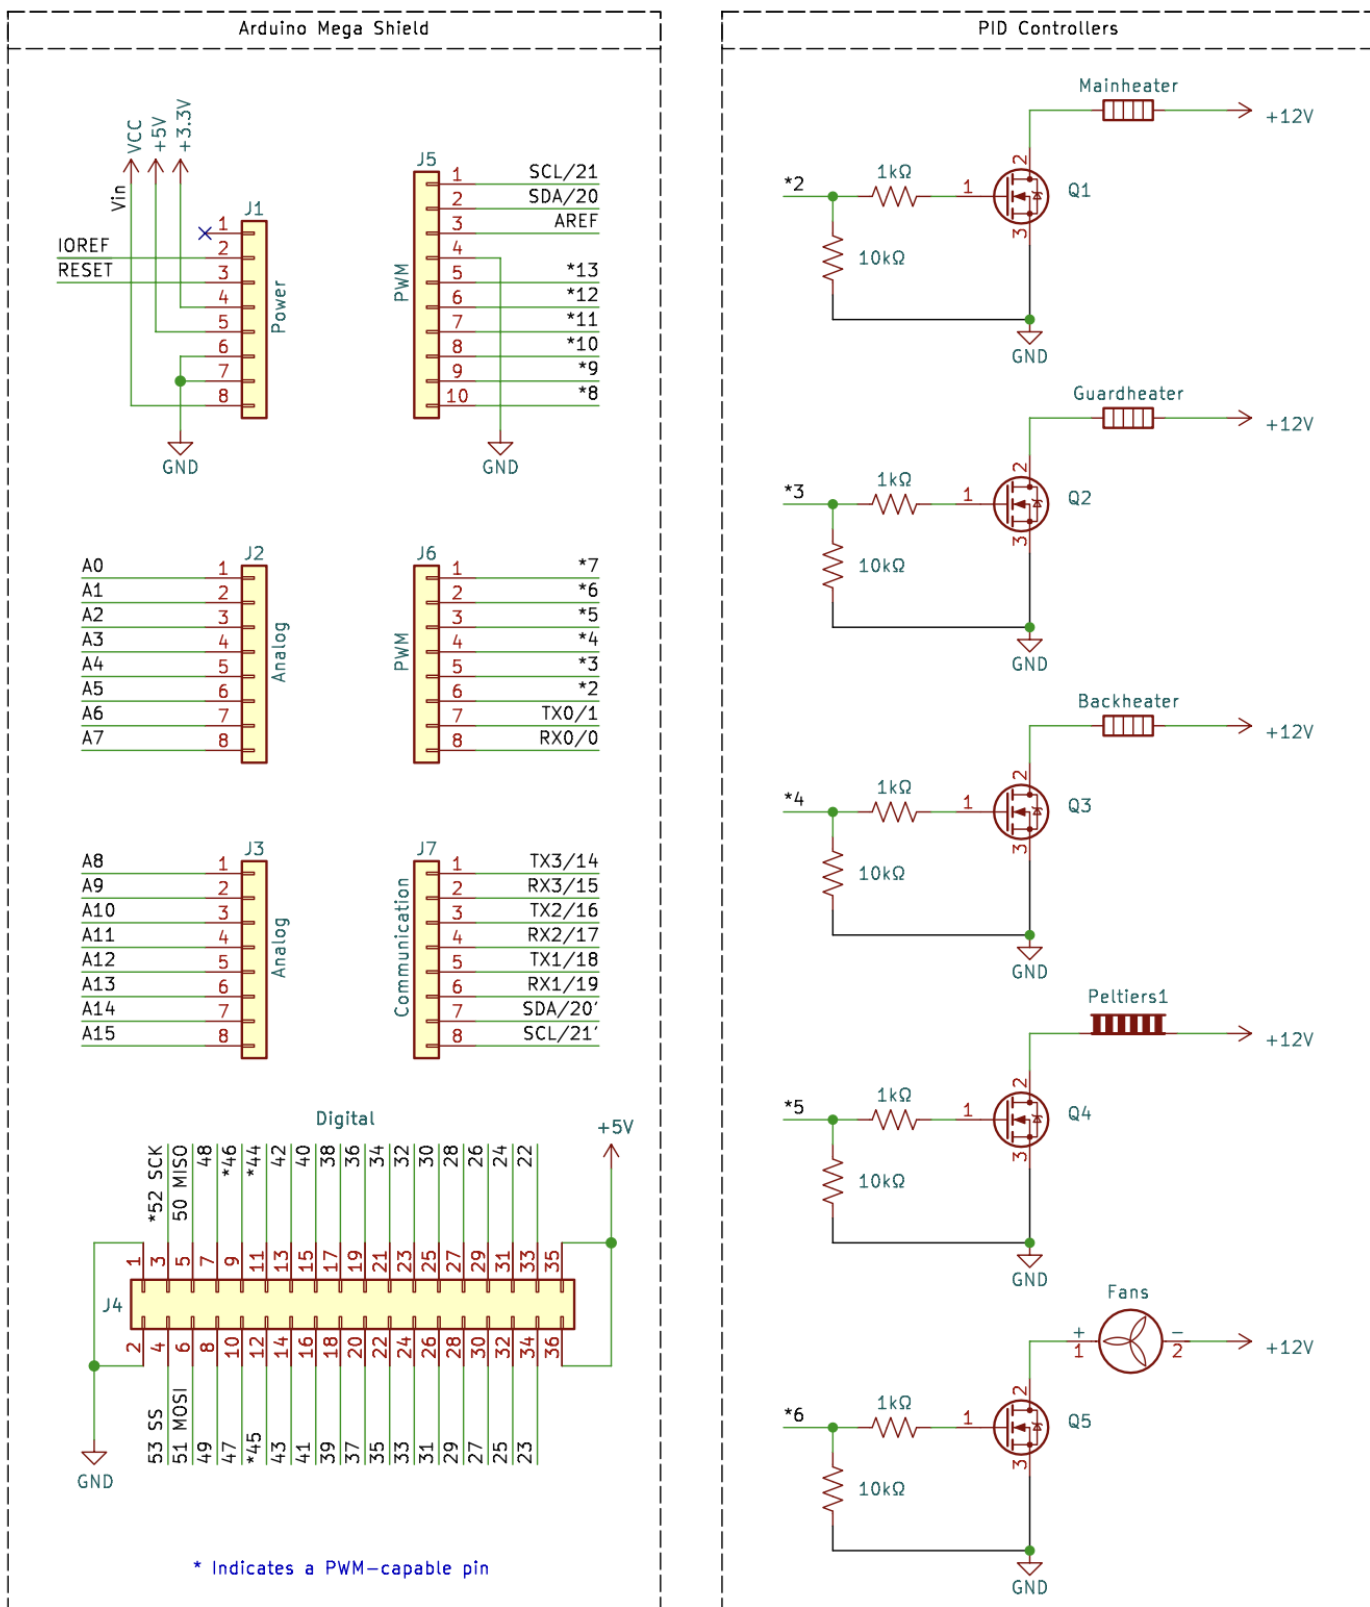 Arduino Mega Shield
VCC
+5V
+3.3V
Vin
J1
1
2
3
4
5
6
7
8
IOREF
RESET
Power
GND
J5
1
2
3
4
5
6
7
8
9
10
SCL/21
SDA/20
AREF
*13
*12
*11
*10
*9
*8
PWM
GND
J2
A0 1
A1 2
A2 3
A3 4
A4 5
A5 6
A6 7
A7 8
Analog
J6
1 *7
2 *6
3 *5
4 *4
5 *3
6 *2
7 TX0/1
8 RX0/0
PWM
J3
A8 1
A9 2
A10 3
A11 4
A12 5
A13 6
A14 7
A15 8
Analog
J7
1 TX3/14
2 RX3/15
3 TX2/16
4 RX2/17
5 TX1/18
6 RX1/19
7 SDA/20'
8 SCL/21'
Communication
Digital
+5V
*52 SCK
50 MISO
48
*46
*44
42
40
38
36
34
32
30
28
26
24
22
1 3 5 7 9 11 13 15 17 19 21 23 25 27 29 31 33 35
J4
2 4 6 8 10 12 14 16 18 20 22 24 26 28 30 32 34 36
53 SS
51 MOSI
49
47
*45
43
41
39
37
35
33
31
29
27
25
23
GND
* Indicates a PWM-capable pin
PID Controllers
Mainheater
+12V
*2
1kΩ
1
2
3
Q1
10kΩ
GND
Guardheater
+12V
*3
1kΩ
1
2
3
Q2
10kΩ
GND
Backheater
+12V
*4
1kΩ
1
2
3
Q3
10kΩ
GND
Peltiers1
+12V
*5
1kΩ
1
2
3
Q4
10kΩ
GND
Fans
+ −
1 2
+12V
*6
1kΩ
1
2
3
Q5
10kΩ
GND